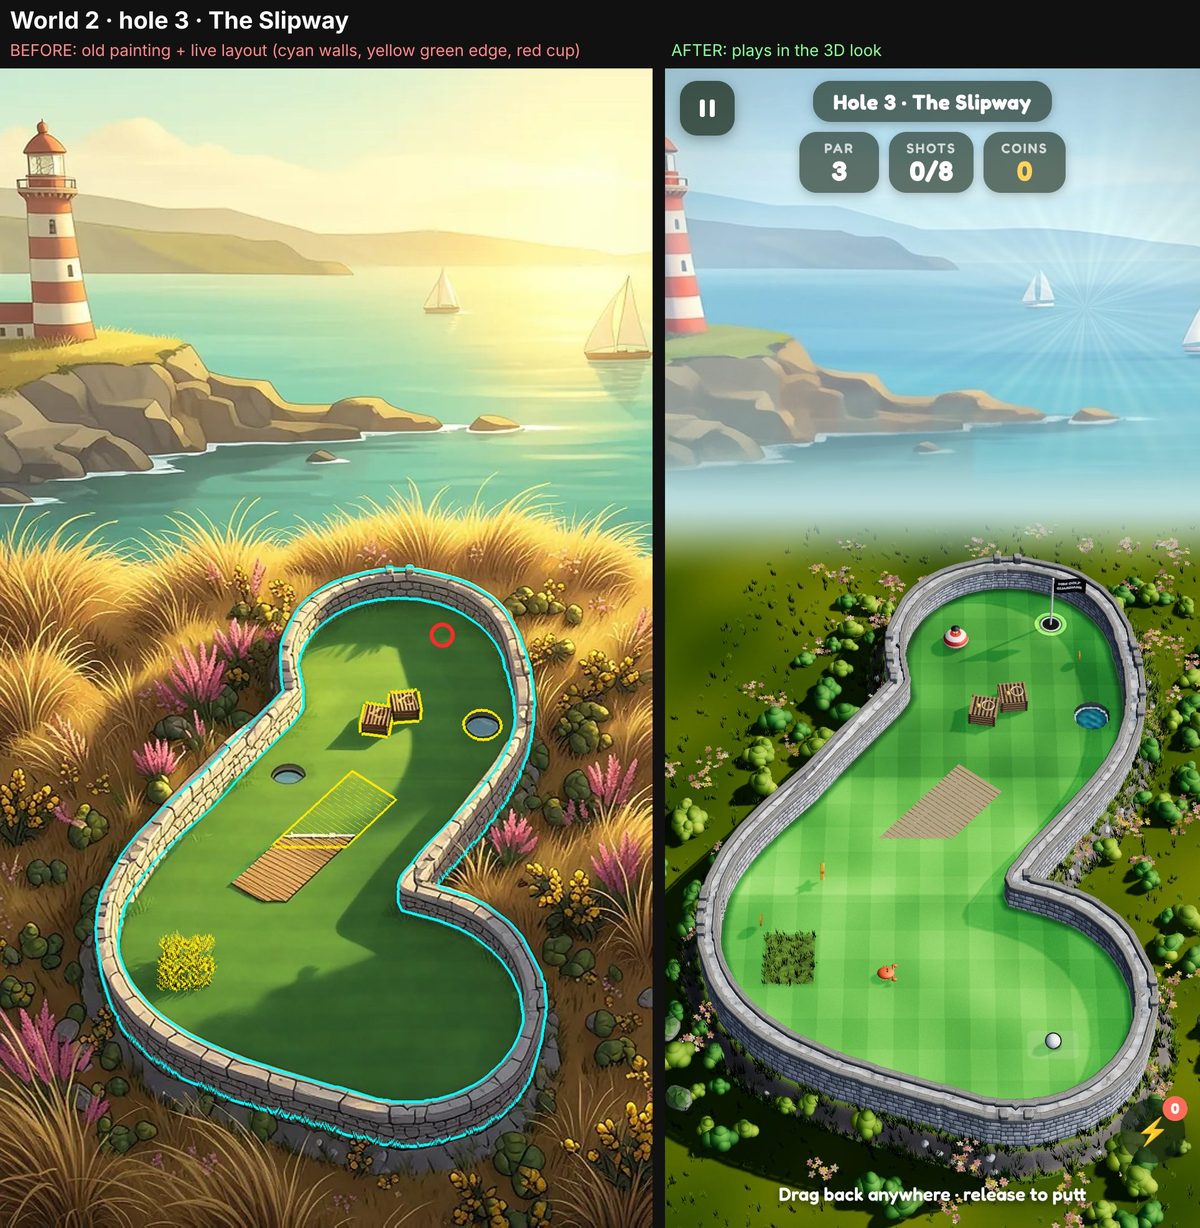 World 2 · hole 3 · The Slipway
BEFORE: old painting + live layout (cyan walls, yellow green edge, red cup)
AFTER: plays in the 3D look
Hole 3 · The Slipway
PAR
3
SHOTS
0/8
COINS
0
0
Drag back anywhere · release to putt